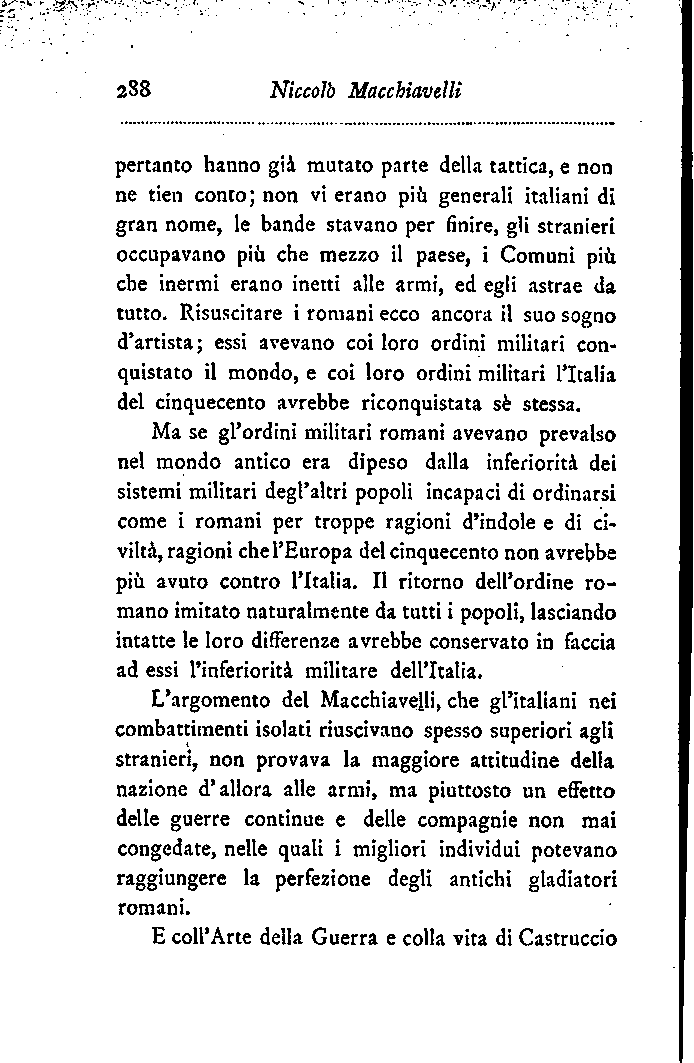 288 Niccolò Macchiavelli
pertanto hanno già mutato parte della tattica, e non
ne tien conto; non vi erano più generali italiani di
gran nome, le bande stavano per finire, gli stranieri
occupavano più che mezzo il paese, i Comuni più
che inermi erano inetti alle armi, ed egli astrae da
tutto. Risuscitare i romani ecco ancora il suo sogno
d'artista; essi avevano coi loro ordini militari con-
quistato il mondo, e coi loro ordini militari l'Italia
del cinquecento avrebbe riconquistata sè stessa.
Ma se gl'ordini militari romani avevano prevalso
nel mondo antico era dipeso dalla inferiorità dei
sistemi militari degl'altri popoli incapaci di ordinarsi
come i romani per troppe ragioni d'indole e di ci-
viltà, ragioni che l'Europa del cinquecento non avrebbe
più avuto contro l'Italia. Il ritorno dell'ordine ro-
mano imitato naturalmente da tutti i popoli, lasciando
intatte le loro differenze avrebbe conservato in faccia
ad essi l'inferiorità militare dell'Italia.
L'argomento del Macchiavelli, che gl'italiani nei
combattimenti isolati riuscivano spesso superiori agli
stranieri, non provava la maggiore attitudine della
nazione d'allora alle armi, ma piuttosto un effetto
delle guerre continue e delle compagnie non mai
congedate, nelle quali i migliori individui potevano
raggiungere la perfezione degli antichi gladiatori
romani.
E coll'Arte della Guerra e colla vita di Castruccio